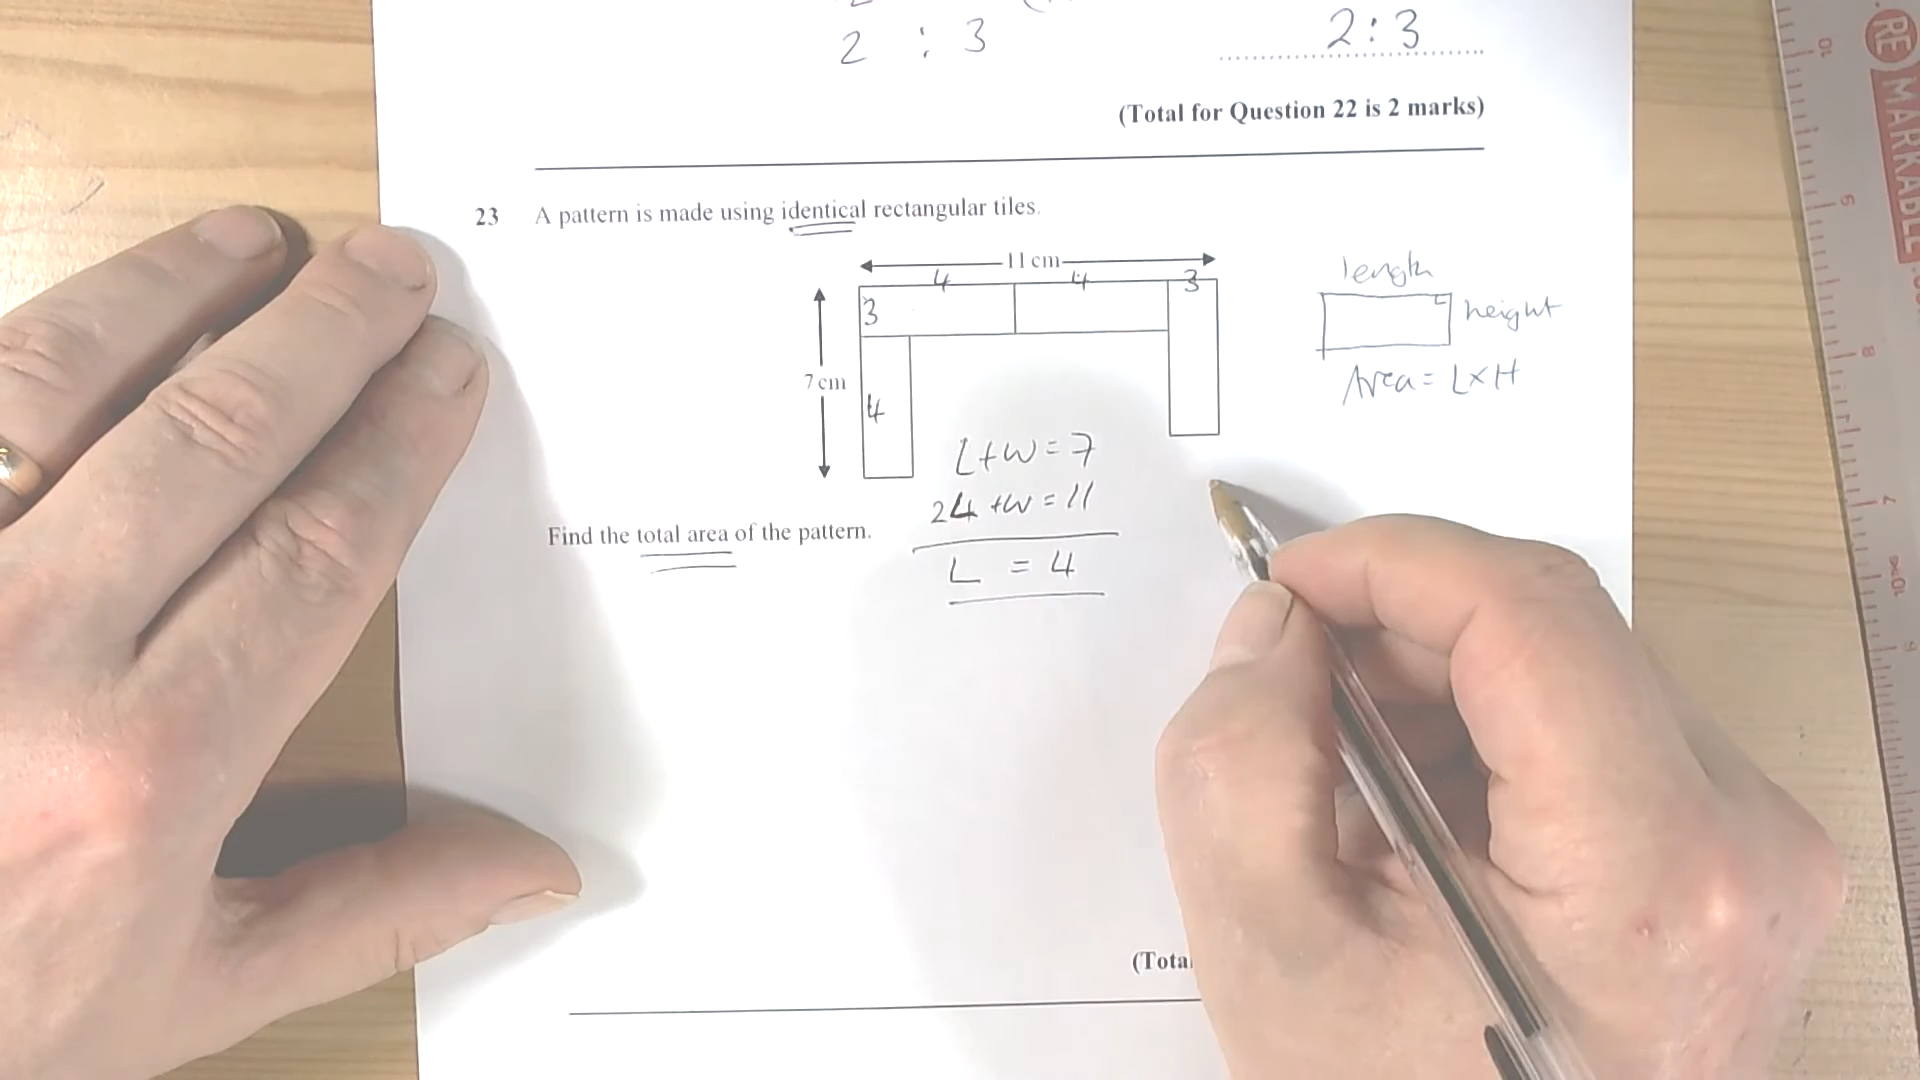 2 : 3
2:3
(Total for Question 22 is 2 marks)
23 A pattern is made using identical rectangular tiles.
11 cm
4 4 3
3
7 cm
4
length
height
Area = L×H
L+W=7
2L+W=11
L = 4
Find the total area of the pattern.
(Total
RE MARKABLE